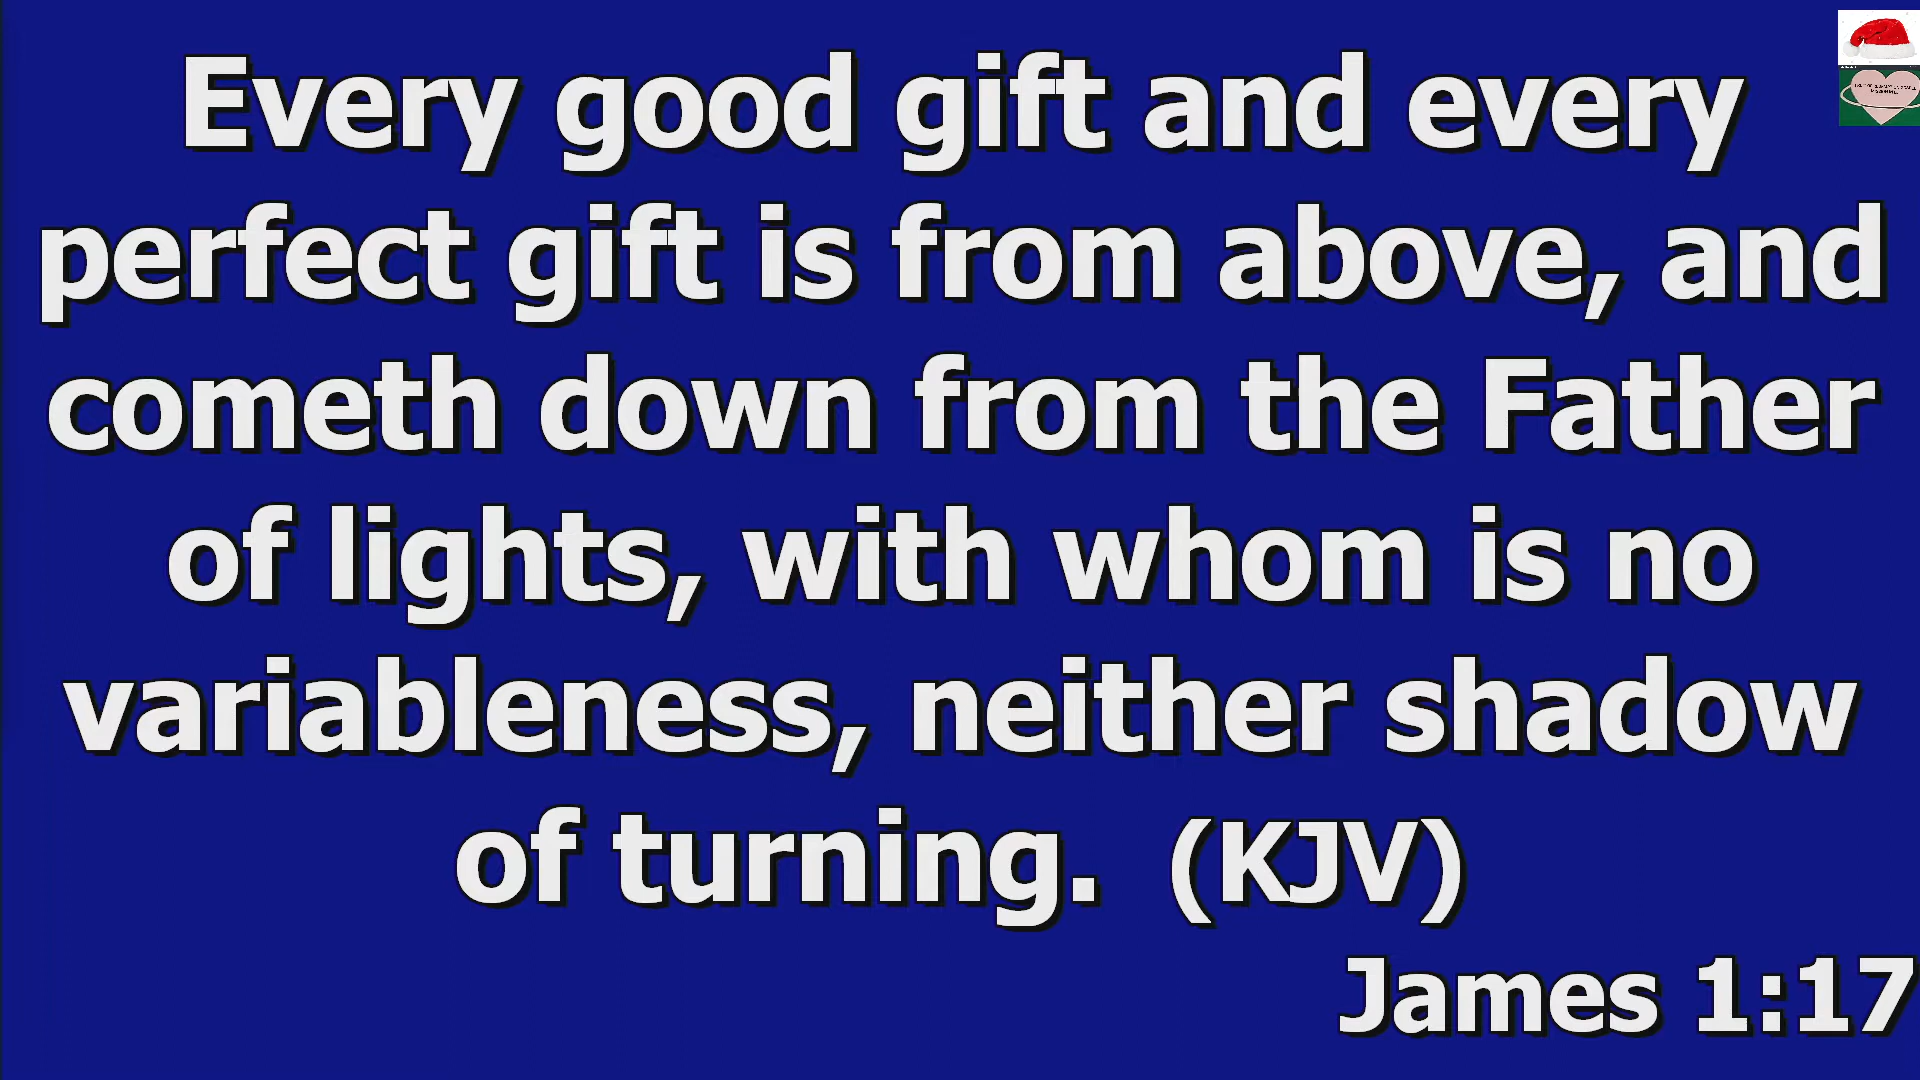 Every good gift and every
perfect gift is from above, and
cometh down from the Father
of lights, with whom is no
variableness, neither shadow
of turning.  (KJV)
James 1:17